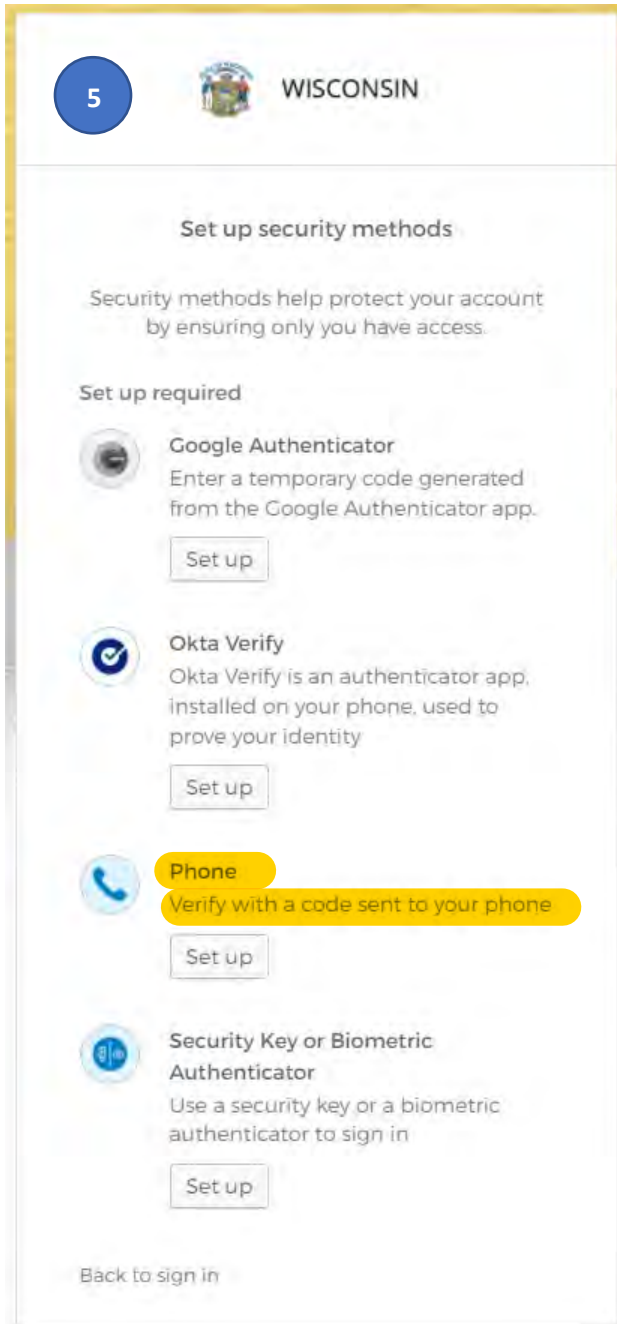 5
WISCONSIN
Set up security methods
Security methods help protect your account
by ensuring only you have access.
Set up required
Google Authenticator
Enter a temporary code generated
from the Google Authenticator app.
Set up
Okta Verify
Okta Verify is an authenticator app,
installed on your phone, used to
prove your identity
Set up
Phone
Verify with a code sent to your phone
Set up
Security Key or Biometric
Authenticator
Use a security key or a biometric
authenticator to sign in
Set up
Back to sign in